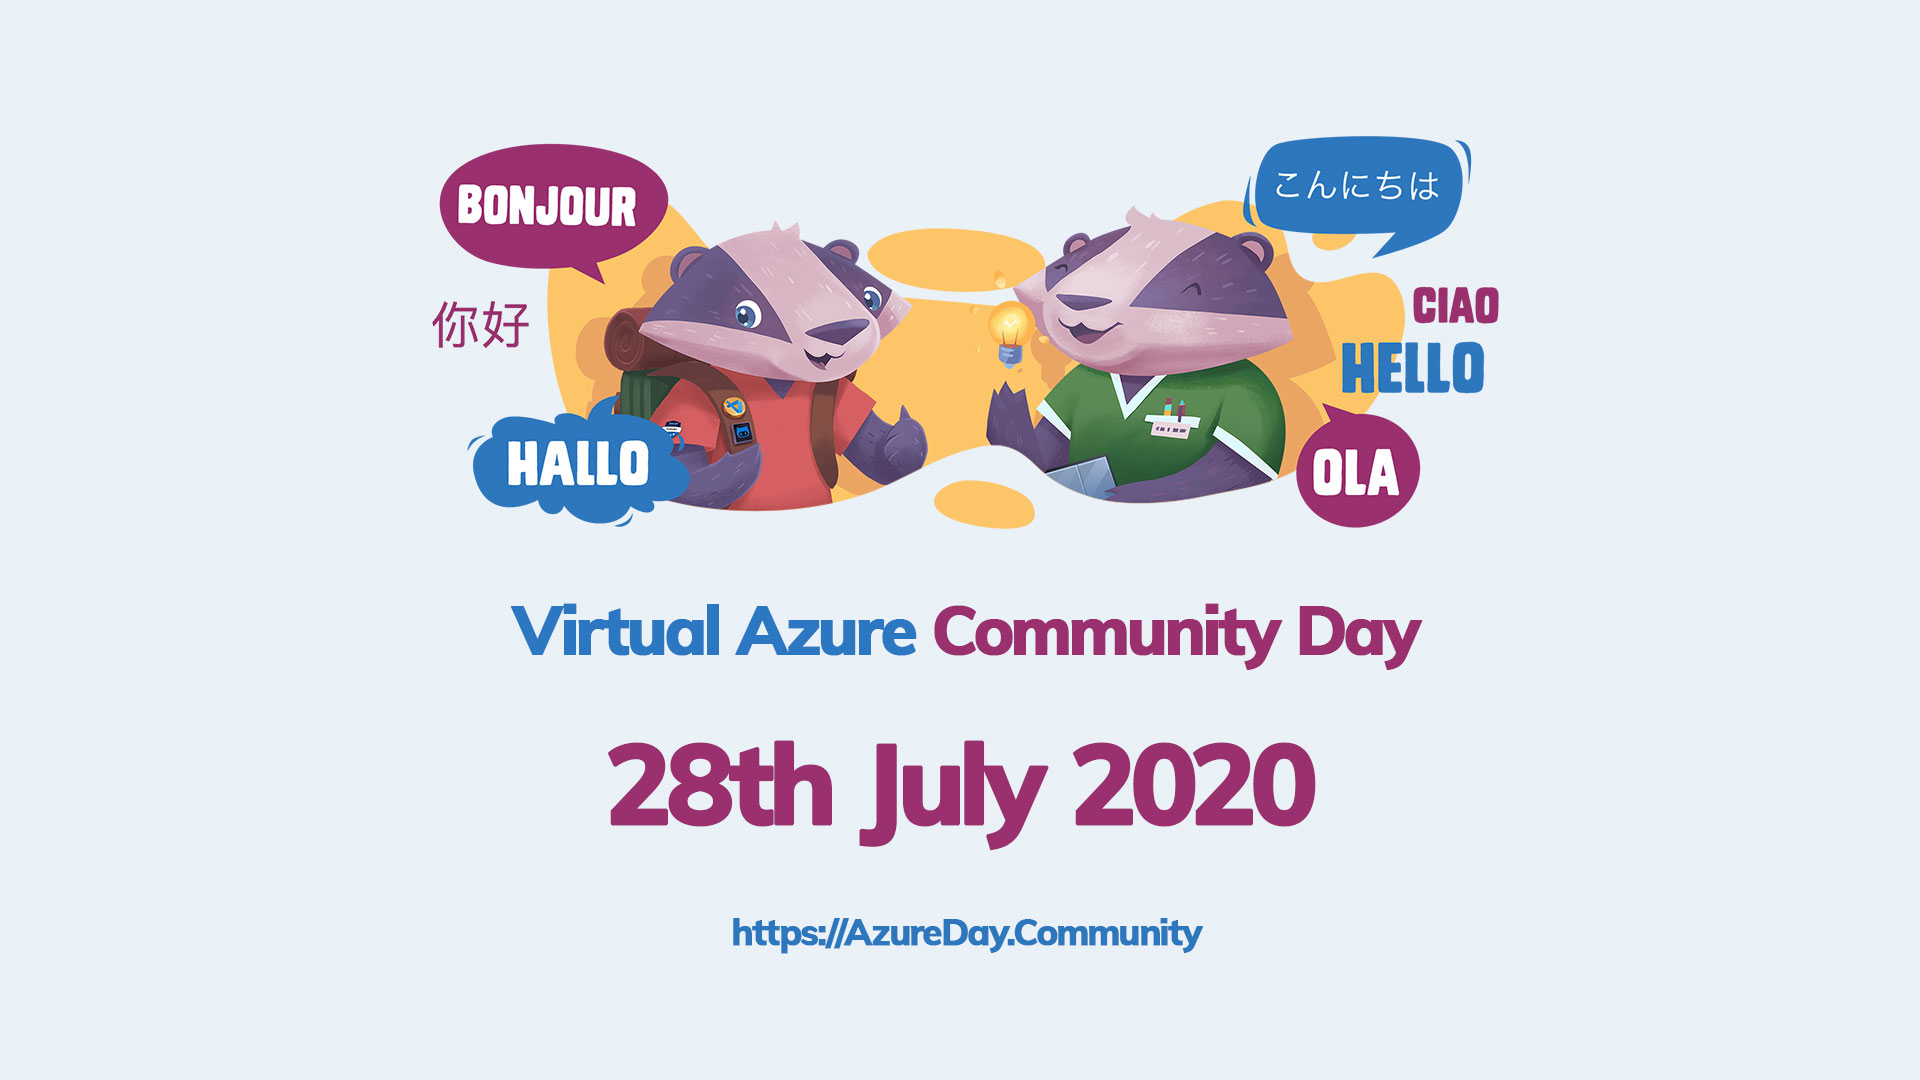 BONJOUR
こんにちは
你好
CIAO
HELLO
HALLO
OLA
Virtual Azure Community Day
28th July 2020
https://AzureDay.Community